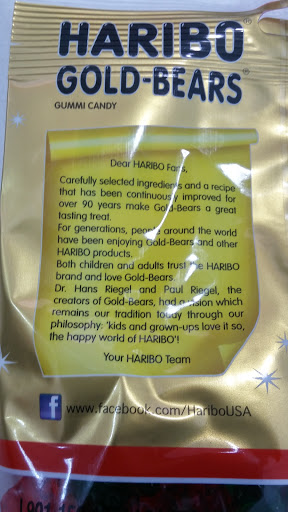 HARIBO®
GOLD-BEARS®
GUMMI CANDY
Dear HARIBO Fans,
Carefully selected ingredients and a recipe
that has been continuously improved for
over 90 years make Gold-Bears a great
tasting treat.
For generations, people around the world
have been enjoying Gold-Bears and other
HARIBO products.
Both children and adults trust the HARIBO
brand and love Gold-Bears.
Dr. Hans Riegel and Paul Riegel, the
creators of Gold-Bears, had a vision which
remains our tradition today through our
philosophy: 'kids and grown-ups love it so,
the happy world of HARIBO'!
Your HARIBO Team
f www.facebook.com/HariboUSA